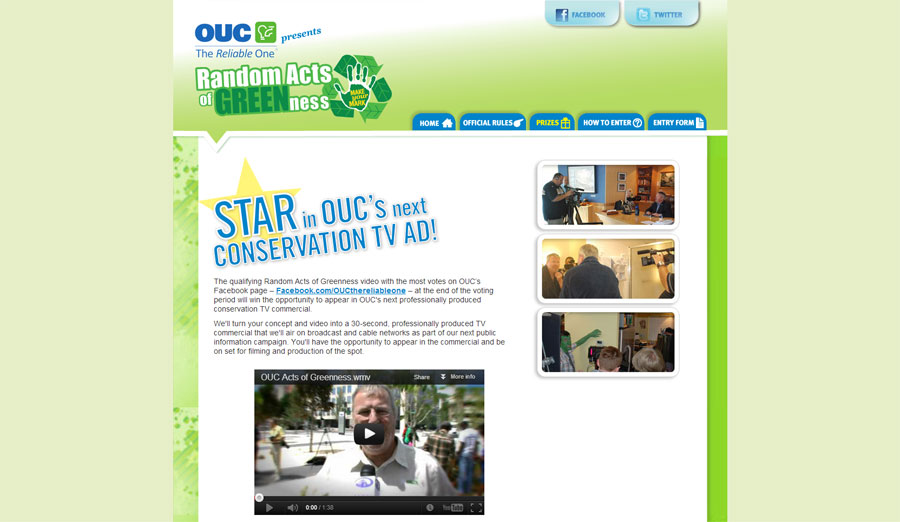 FACEBOOK
TWITTER
OUC presents
The Reliable One
Random Acts
of GREENness
MAKE
your
MARK
HOME
OFFICIAL RULES
PRIZES
HOW TO ENTER
ENTRY FORM
STAR in OUC's next
CONSERVATION TV AD!
The qualifying Random Acts of Greenness video with the most votes on OUC's
Facebook page – Facebook.com/OUCthereliableone – at the end of the voting
period will win the opportunity to appear in OUC's next professionally produced
conservation TV commercial.
We'll turn your concept and video into a 30-second, professionally produced TV
commercial that we'll air on broadcast and cable networks as part of our next public
information campaign. You'll have the opportunity to appear in the commercial and be
on set for filming and production of the spot.
OUC Acts of Greenness.wmv
Share
More info
0:00 / 1:38
YouTube